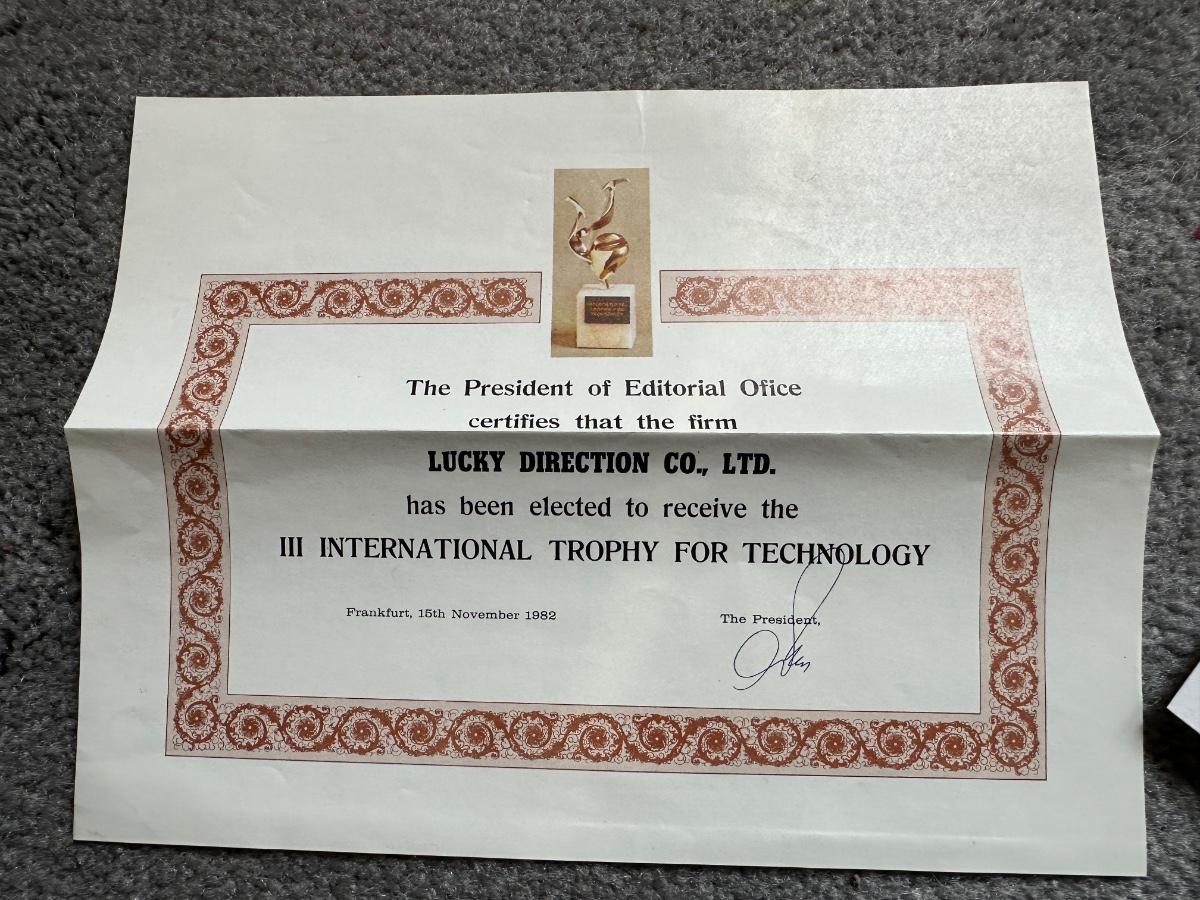 The President of Editorial Ofice
certifies that the firm
LUCKY DIRECTION CO., LTD.
has been elected to receive the
III INTERNATIONAL TROPHY FOR TECHNOLOGY
Frankfurt, 15th November 1982
The President,